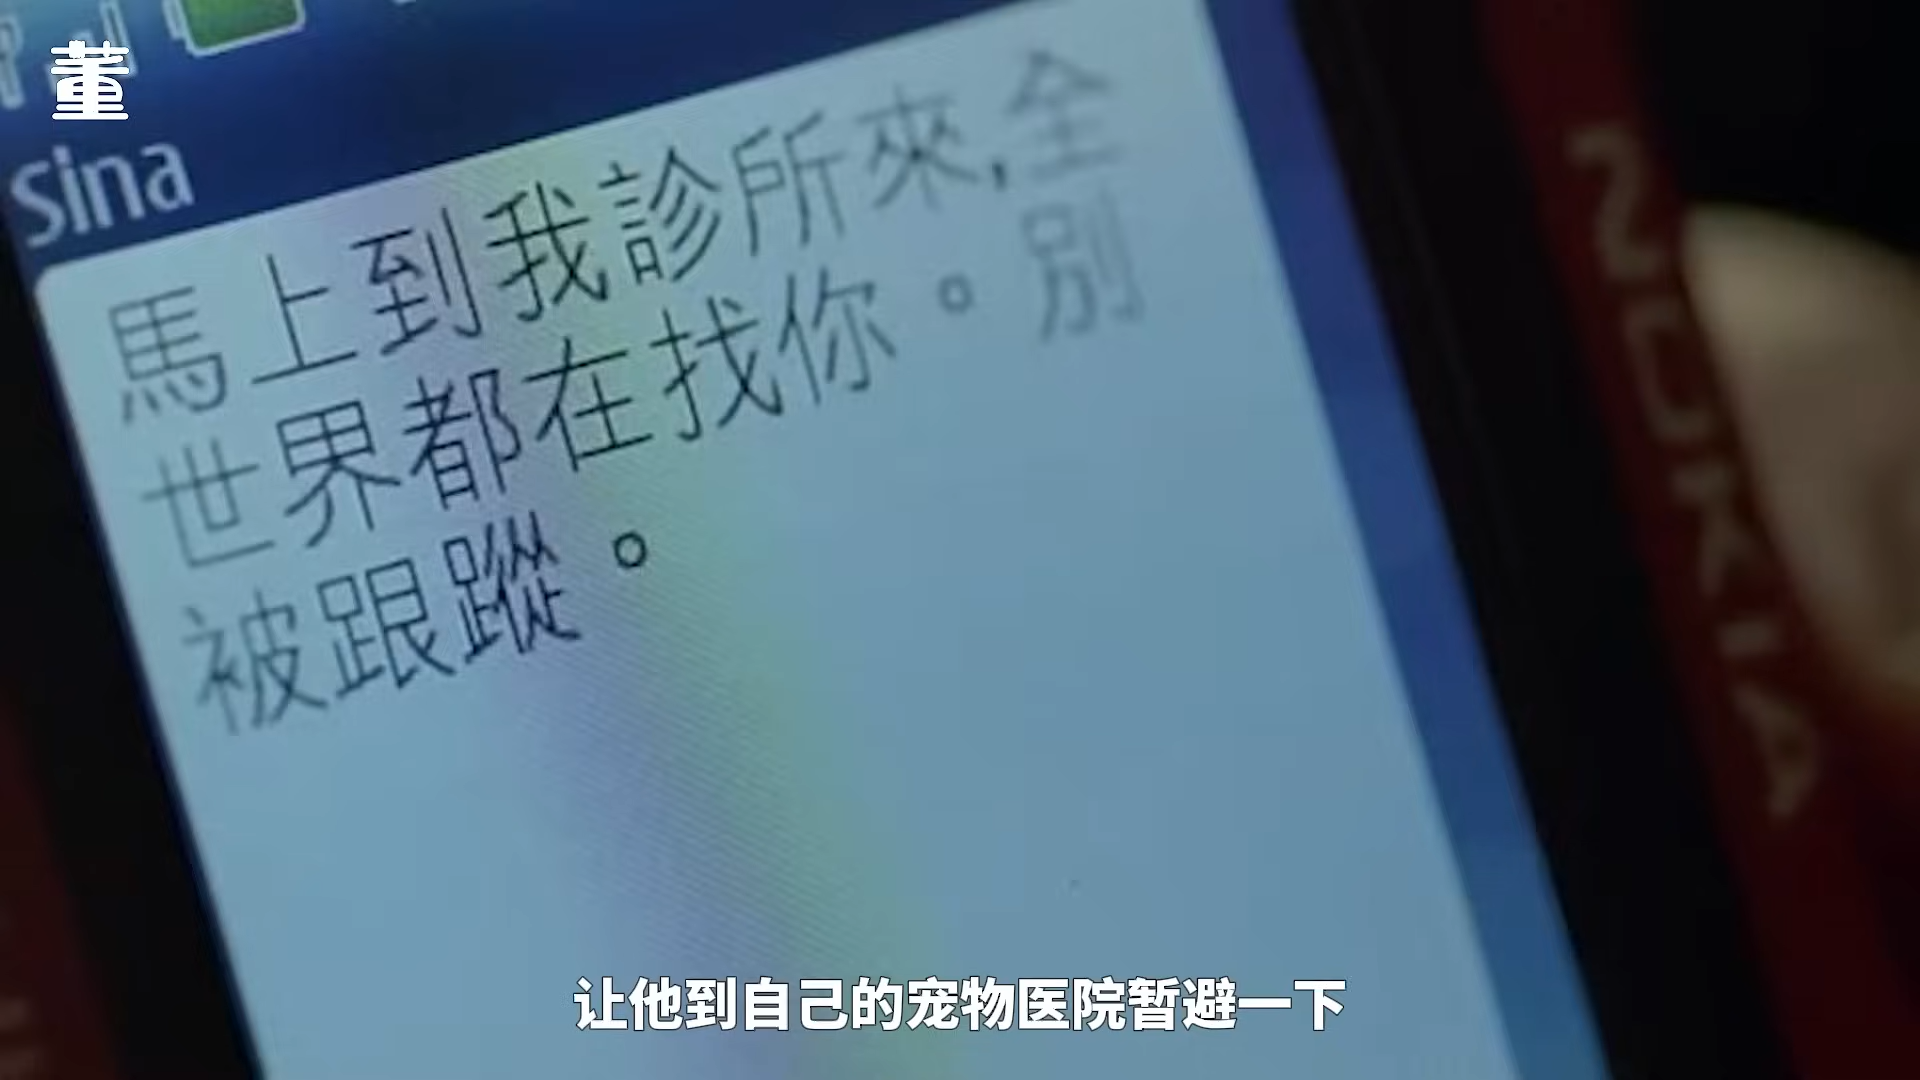 董
Sina
馬上到我診所來,全
世界都在找你。別
被跟蹤。
NOKIA
让他到自己的宠物医院暂避一下